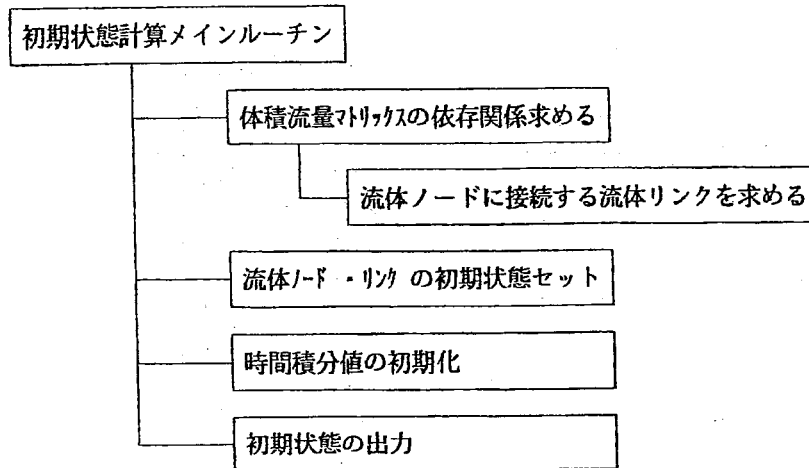 初期状態計算メインルーチン
体積流量ﾏﾄﾘｯｸｽの依存関係求める
流体ノードに接続する流体リンクを求める
流体ﾉｰﾄﾞ・ﾘﾝｸ の初期状態セット
時間積分値の初期化
初期状態の出力